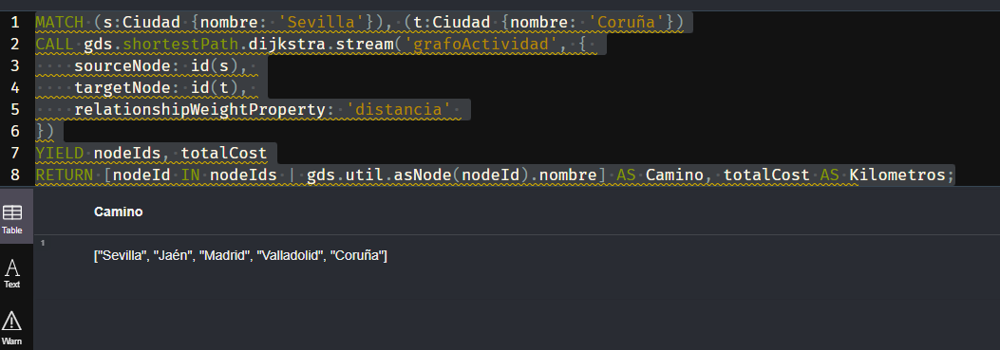 1 MATCH (s:Ciudad {nombre: 'Sevilla'}), (t:Ciudad {nombre: 'Coruña'})
2 CALL gds.shortestPath.dijkstra.stream('grafoActividad', {
3     sourceNode: id(s),
4     targetNode: id(t),
5     relationshipWeightProperty: 'distancia'
6 })
7 YIELD nodeIds, totalCost
8 RETURN [nodeId IN nodeIds | gds.util.asNode(nodeId).nombre] AS Camino, totalCost AS Kilometros;
Camino
Table
1
["Sevilla", "Jaén", "Madrid", "Valladolid", "Coruña"]
A
Text
Warn